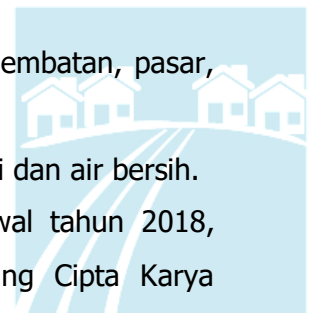 embatan, pasar,
i dan air bersih.
wal tahun 2018,
ng Cipta Karya